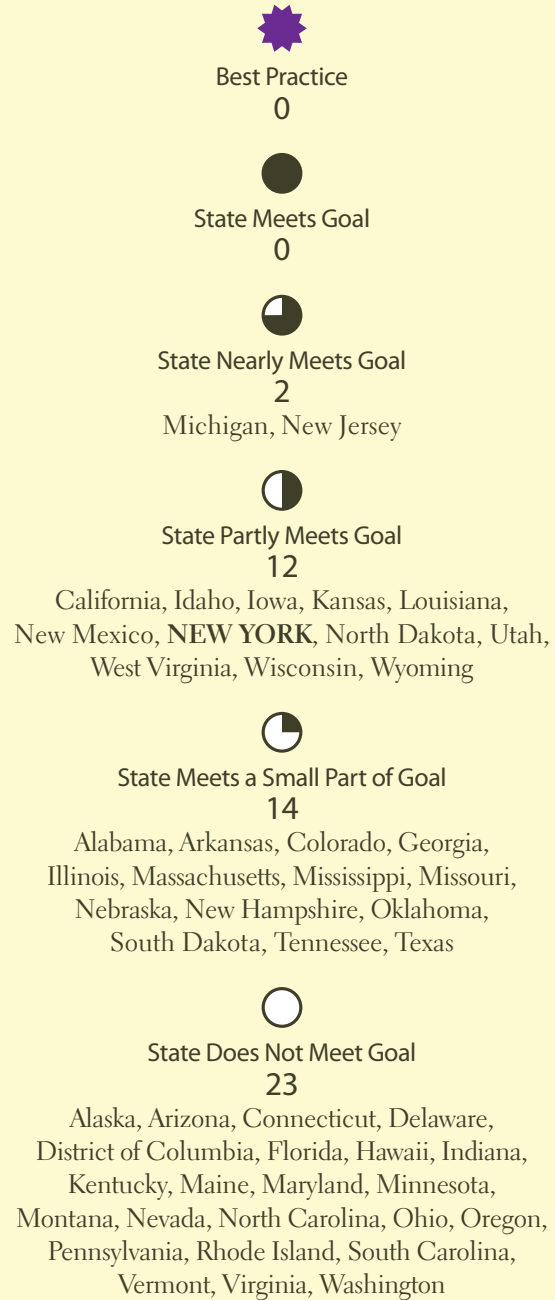 Best Practice
0
State Meets Goal
0
State Nearly Meets Goal
2
Michigan, New Jersey
State Partly Meets Goal
12
California, Idaho, Iowa, Kansas, Louisiana,
New Mexico, NEW YORK, North Dakota, Utah,
West Virginia, Wisconsin, Wyoming
State Meets a Small Part of Goal
14
Alabama, Arkansas, Colorado, Georgia,
Illinois, Massachusetts, Mississippi, Missouri,
Nebraska, New Hampshire, Oklahoma,
South Dakota, Tennessee, Texas
State Does Not Meet Goal
23
Alaska, Arizona, Connecticut, Delaware,
District of Columbia, Florida, Hawaii, Indiana,
Kentucky, Maine, Maryland, Minnesota,
Montana, Nevada, North Carolina, Ohio, Oregon,
Pennsylvania, Rhode Island, South Carolina,
Vermont, Virginia, Washington